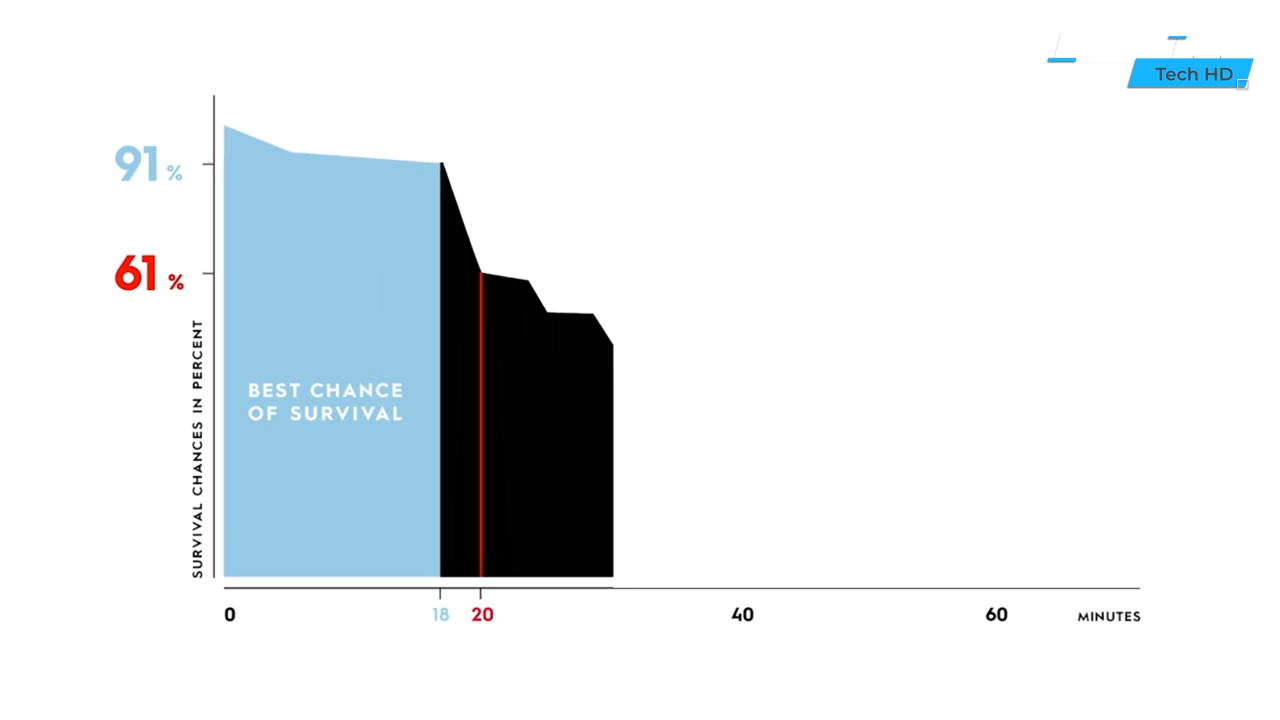 Tech HD
91 %
61 %
SURVIVAL CHANCES IN PERCENT
BEST CHANCE
OF SURVIVAL
0 18 20 40 60 MINUTES